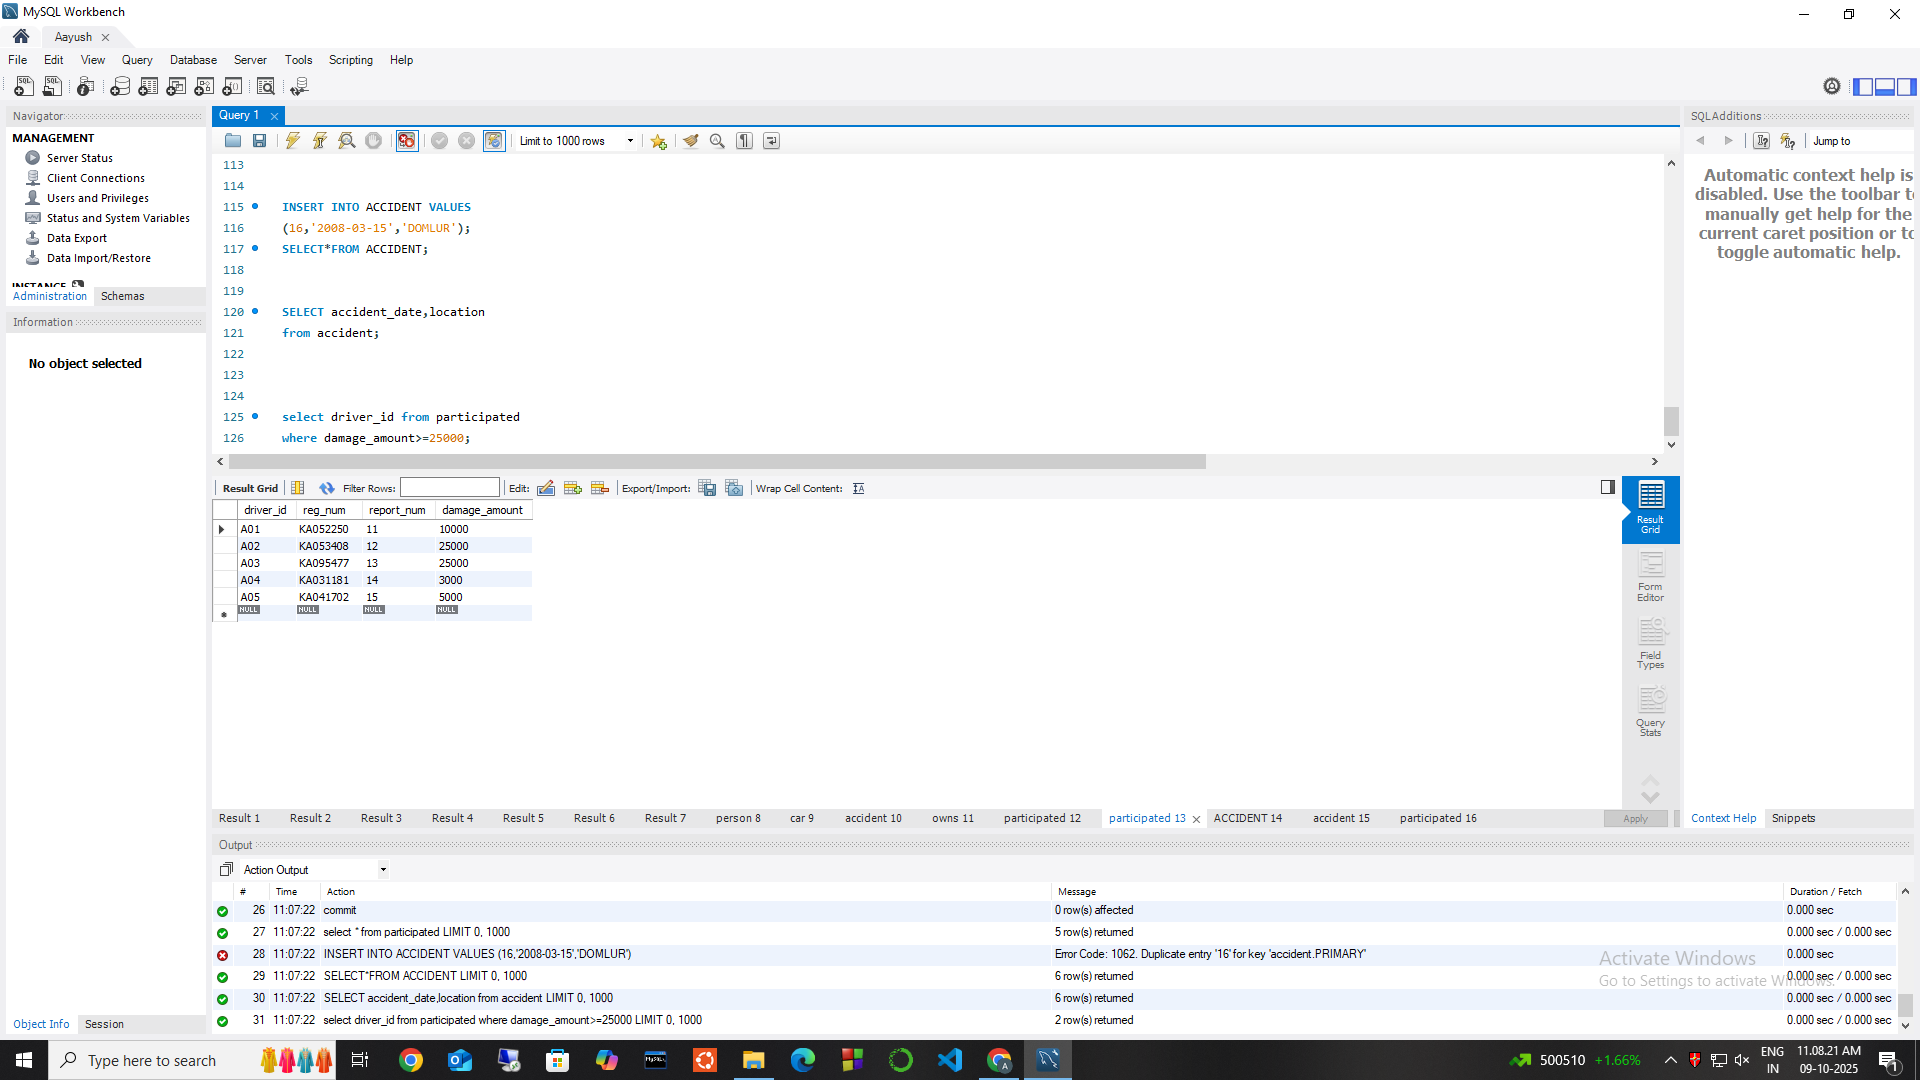 MySQL Workbench
Aayush
File Edit View Query Database Server Tools Scripting Help
Navigator
MANAGEMENT
Server Status
Client Connections
Users and Privileges
Status and System Variables
Data Export
Data Import/Restore
INSTANCE
Administration Schemas
Information
No object selected
Object Info Session
Query 1
Limit to 1000 rows
113
114
115 INSERT INTO ACCIDENT VALUES
116 (16,'2008-03-15','DOMLUR');
117 SELECT*FROM ACCIDENT;
118
119
120 SELECT accident_date,location
121 from accident;
122
123
124
125 select driver_id from participated
126 where damage_amount>=25000;
Result Grid Filter Rows: Edit: Export/Import: Wrap Cell Content:
driver_id reg_num report_num damage_amount
A01 KA052250 11 10000
A02 KA053408 12 25000
A03 KA095477 13 25000
A04 KA031181 14 3000
A05 KA041702 15 5000
NULL NULL NULL NULL
Result Grid
Form Editor
Field Types
Query Stats
Result 1 Result 2 Result 3 Result 4 Result 5 Result 6 Result 7 person 8 car 9 accident 10 owns 11 participated 12 participated 13 ACCIDENT 14 accident 15 participated 16 Apply
SQLAdditions
Jump to
Automatic context help is
disabled. Use the toolbar to
manually get help for the
current caret position or to
toggle automatic help.
Context Help Snippets
Output
Action Output
# Time Action Message Duration / Fetch
26 11:07:22 commit 0 row(s) affected 0.000 sec
27 11:07:22 select * from participated LIMIT 0, 1000 5 row(s) returned 0.000 sec / 0.000 sec
28 11:07:22 INSERT INTO ACCIDENT VALUES (16,'2008-03-15','DOMLUR') Error Code: 1062. Duplicate entry '16' for key 'accident.PRIMARY' 0.000 sec
29 11:07:22 SELECT*FROM ACCIDENT LIMIT 0, 1000 6 row(s) returned 0.000 sec / 0.000 sec
30 11:07:22 SELECT accident_date,location from accident LIMIT 0, 1000 6 row(s) returned 0.000 sec / 0.000 sec
31 11:07:22 select driver_id from participated where damage_amount>=25000 LIMIT 0, 1000 2 row(s) returned 0.000 sec / 0.000 sec
Activate Windows
Go to Settings to activate Windows.
Type here to search
500510 +1.66%
ENG
IN
11.08.21 AM
09-10-2025
1